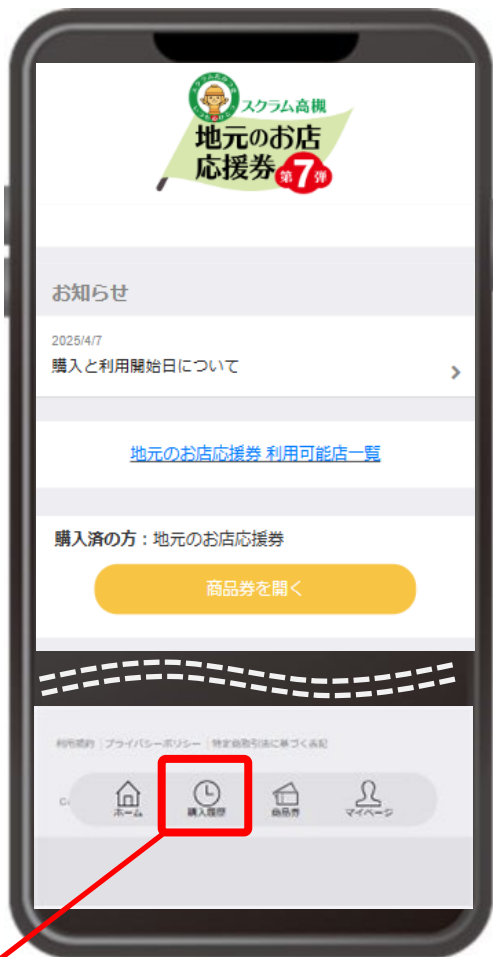 スクラム高槻
地元のお店
応援券 第7弾
お知らせ
2025/4/7
購入と利用開始日について
地元のお店応援券 利用可能店一覧
購入済の方：地元のお店応援券
商品券を開く
利用規約 プライバシーポリシー 特定商取引法に基づく表記
ホーム 購入履歴 商品券 マイページ